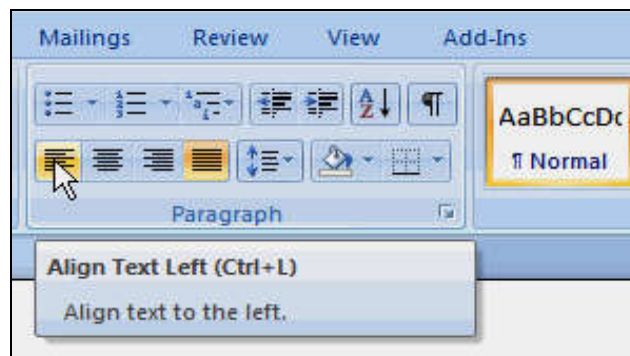 Mailings Review View Add-Ins
AaBbCcDc
¶ Normal
Paragraph
Align Text Left (Ctrl+L)
Align text to the left.